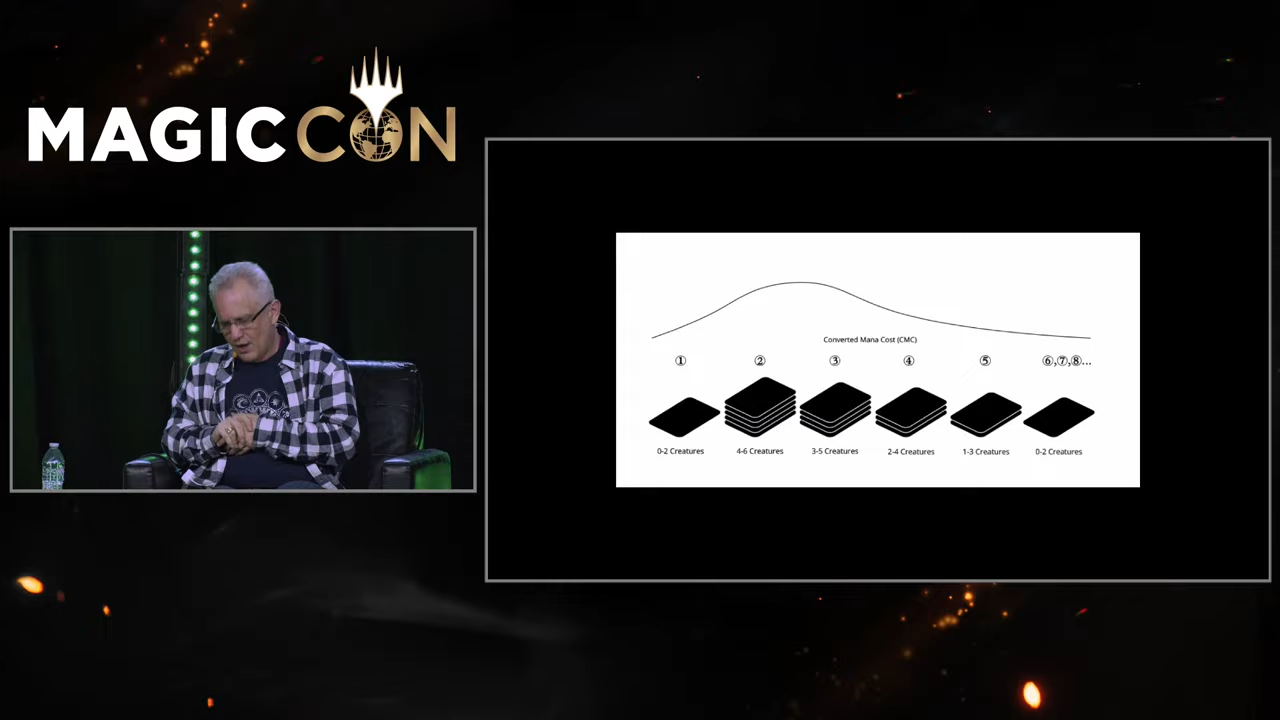 MAGICCON
Converted Mana Cost (CMC)
① ② ③ ④ ⑤ ⑥,⑦,⑧...
0-2 Creatures 4-6 Creatures 3-5 Creatures 2-4 Creatures 1-3 Creatures 0-2 Creatures